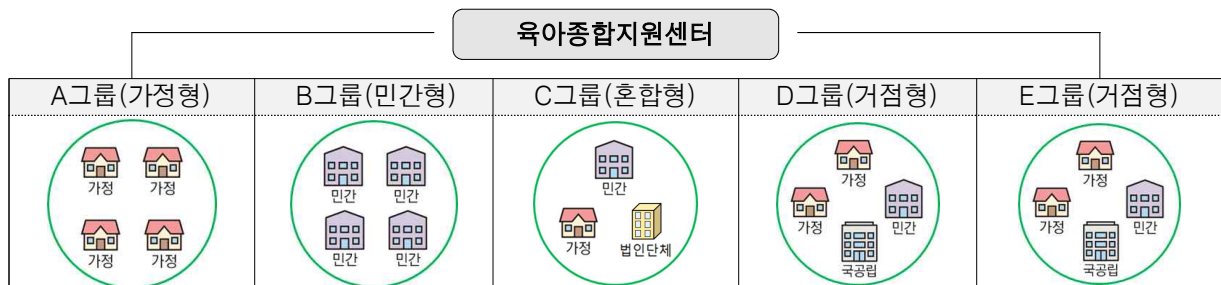 육아종합지원센터
A그룹(가정형) B그룹(민간형) C그룹(혼합형) D그룹(거점형) E그룹(거점형)
가정 가정
가정 가정
민간 민간
민간 민간
민간
가정 법인단체
가정
가정 민간
국공립
가정
가정 민간
국공립